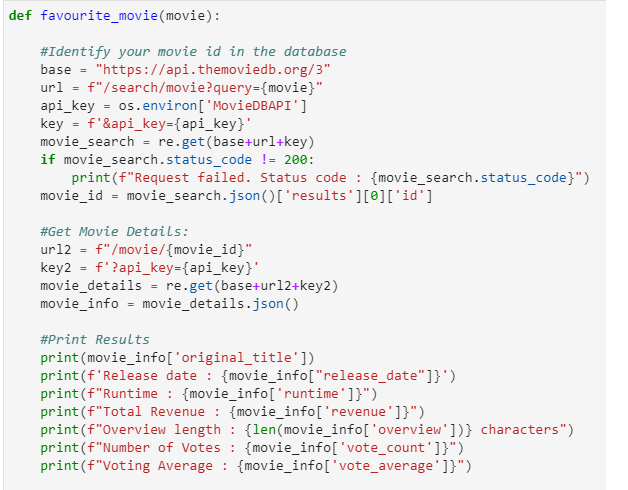 def favourite_movie(movie):
#Identify your movie id in the database
base = "https://api.themoviedb.org/3"
url = f"/search/movie?query={movie}"
api_key = os.environ['MovieDBAPI']
key = f'&api_key={api_key}'
movie_search = re.get(base+url+key)
if movie_search.status_code != 200:
print(f"Request failed. Status code : {movie_search.status_code}")
movie_id = movie_search.json()['results'][0]['id']
#Get Movie Details:
url2 = f"/movie/{movie_id}"
key2 = f'?api_key={api_key}'
movie_details = re.get(base+url2+key2)
movie_info = movie_details.json()
#Print Results
print(movie_info['original_title'])
print(f'Release date : {movie_info["release_date"]}')
print(f"Runtime : {movie_info['runtime']}")
print(f"Total Revenue : {movie_info['revenue']}")
print(f"Overview length : {len(movie_info['overview'])} characters")
print(f"Number of Votes : {movie_info['vote_count']}")
print(f"Voting Average : {movie_info['vote_average']}")